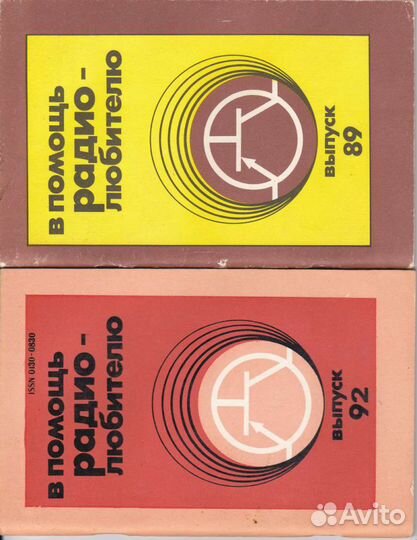 В ПОМОЩЬ
РАДИО-
ЛЮБИТЕЛЮ
ВЫПУСК
89
ISSN 0130-0830
В ПОМОЩЬ
РАДИО-
ЛЮБИТЕЛЮ
ВЫПУСК
92
Avito